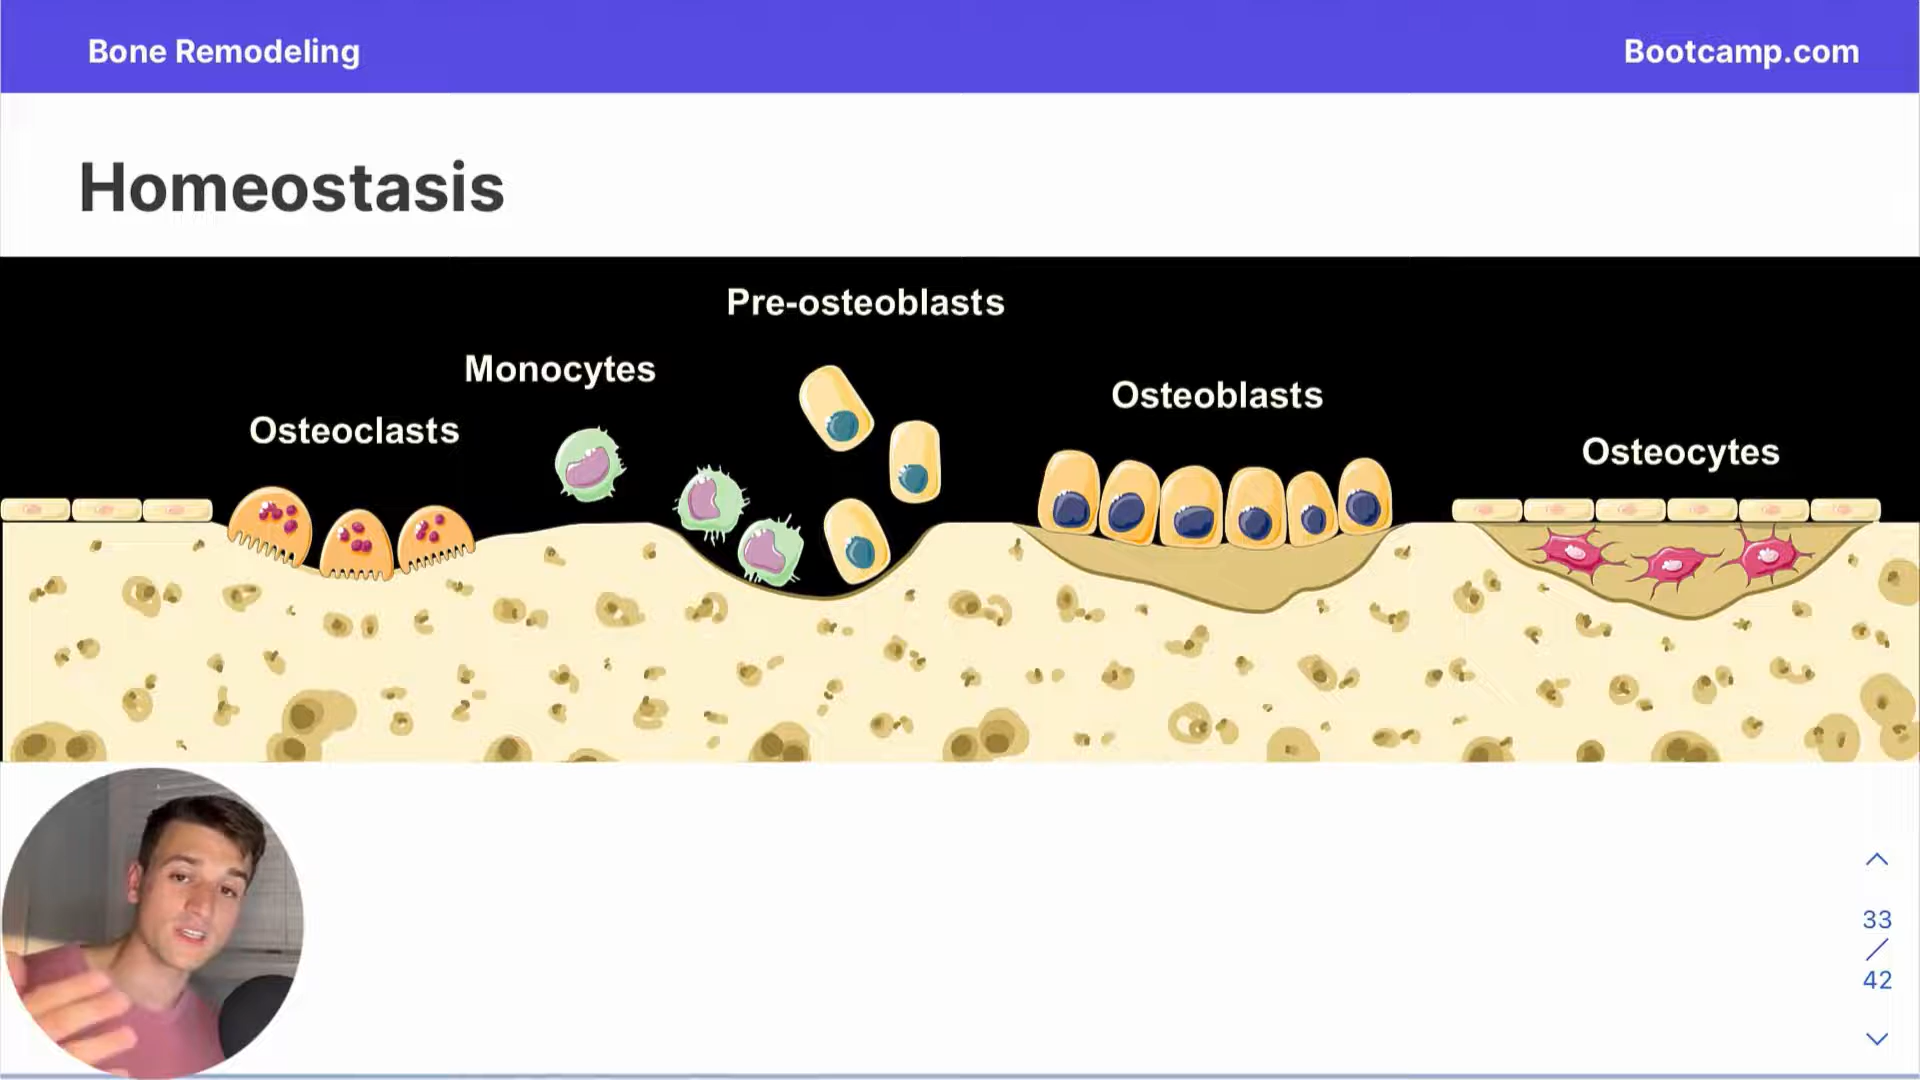 Bone Remodeling
Bootcamp.com
Homeostasis
Pre-osteoblasts
Monocytes
Osteoblasts
Osteoclasts
Osteocytes
33
/
42